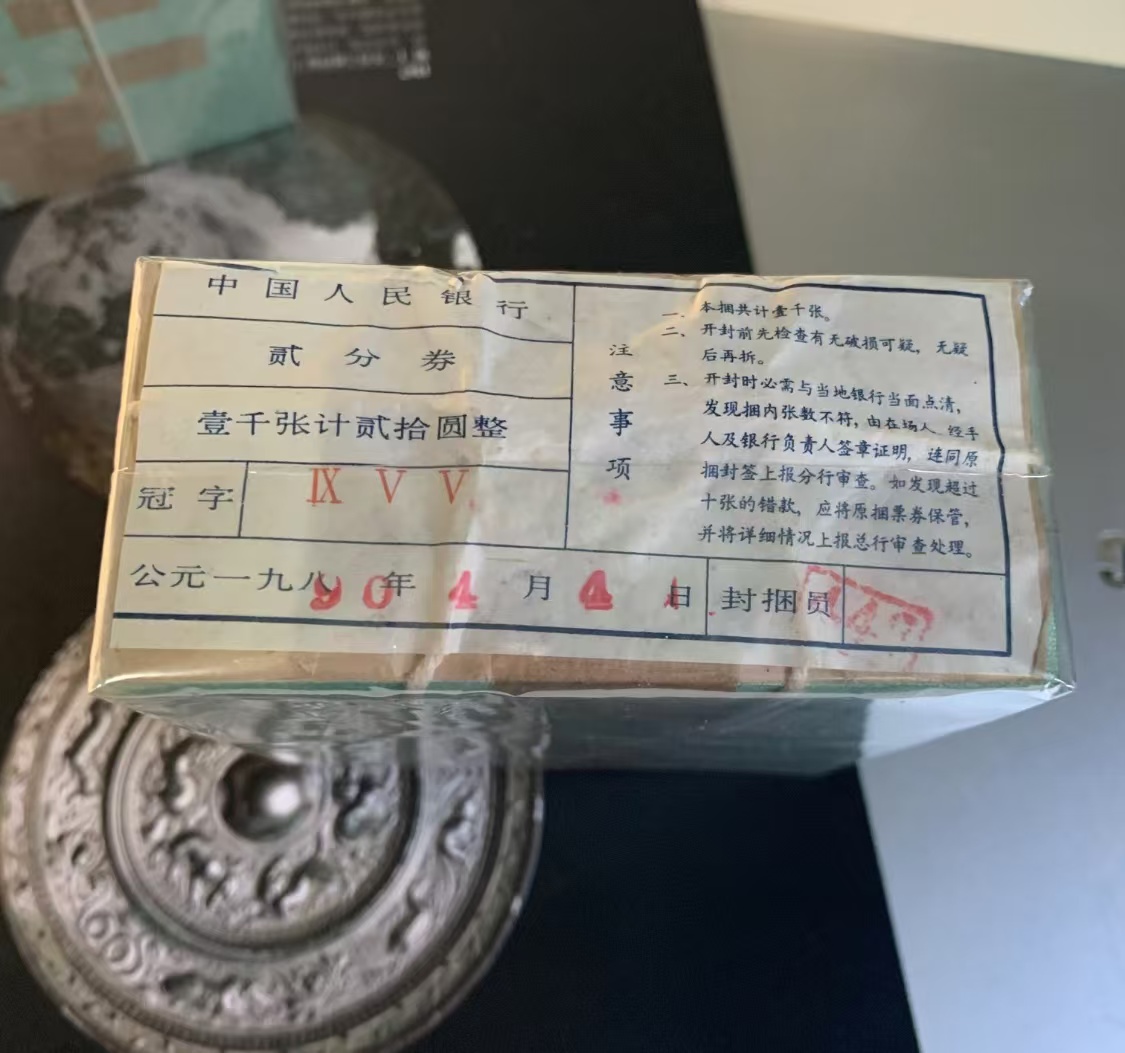 中国人民银行
贰分券
壹千张计贰拾圆整
冠字 IX V V
公元一九八90年4月4日 封捆员
注意事项
一、本捆共计壹千张。
二、开封前先检查有无破损可疑，无疑
后再拆。
三、开封时必需与当地银行当面点清，
发现捆内张数不符，由在场人、经手
人及银行负责人签章证明，连同原
捆封签上报分行审查。如发现超过
十张的错款，应将原捆票券保管，
并将详细情况上报总行审查处理。